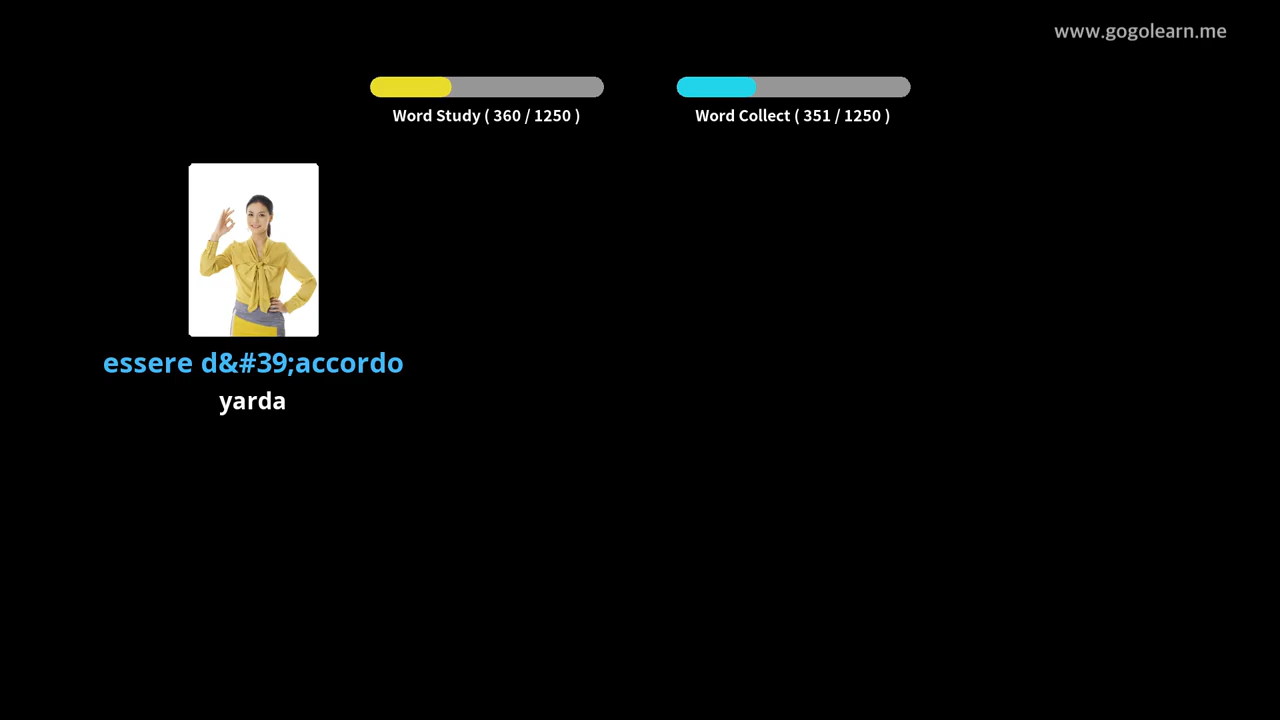 www.gogolearn.me
Word Study ( 360 / 1250 )
Word Collect ( 351 / 1250 )
essere d&#39;accordo
yarda